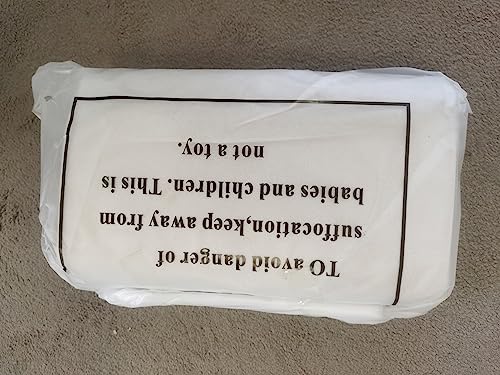 TO avoid danger of
suffocation,keep away from
babies and children. This is
not a toy.